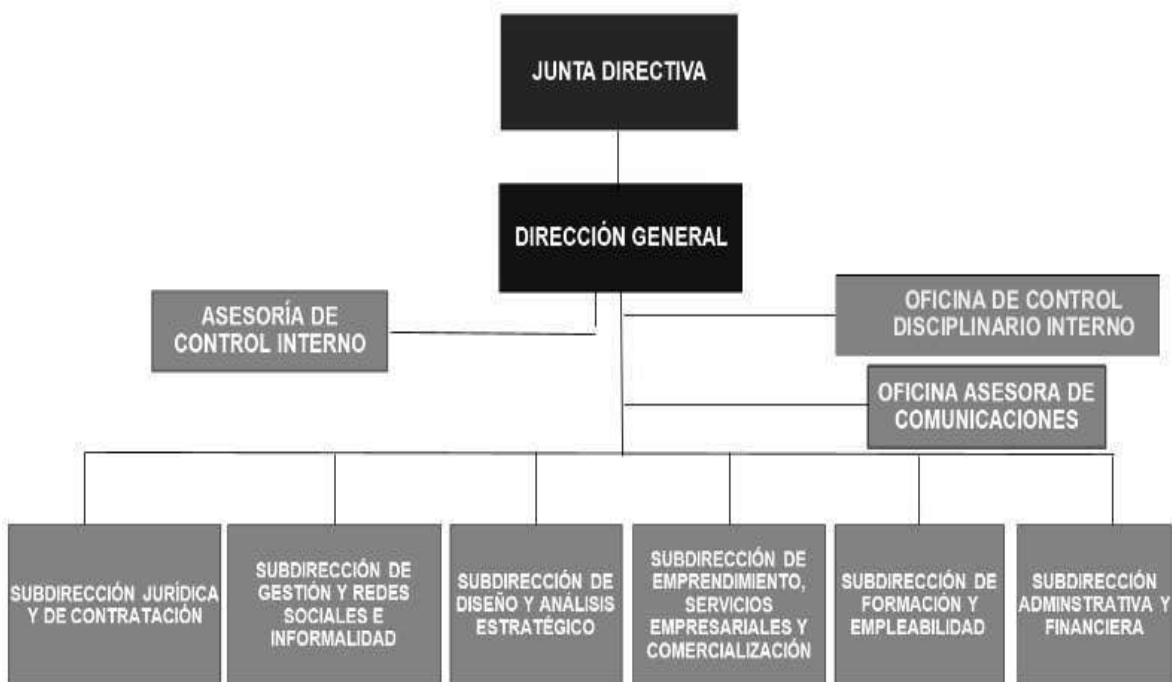 JUNTA DIRECTIVA
DIRECCIÓN GENERAL
ASESORÍA DE
CONTROL INTERNO
OFICINA DE CONTROL
DISCIPLINARIO INTERNO
OFICINA ASESORA DE
COMUNICACIONES
SUBDIRECCIÓN JURÍDICA
Y DE CONTRATACIÓN
SUBDIRECCIÓN DE
GESTIÓN Y REDES
SOCIALES E
INFORMALIDAD
SUBDIRECCIÓN DE
DISEÑO Y ANÁLISIS
ESTRATÉGICO
SUBDIRECCIÓN DE
EMPRENDIMIENTO,
SERVICIOS
EMPRESARIALES Y
COMERCIALIZACIÓN
SUBDIRECCIÓN DE
FORMACIÓN Y
EMPLEABILIDAD
SUBDIRECCIÓN
ADMINSTRATIVA Y
FINANCIERA